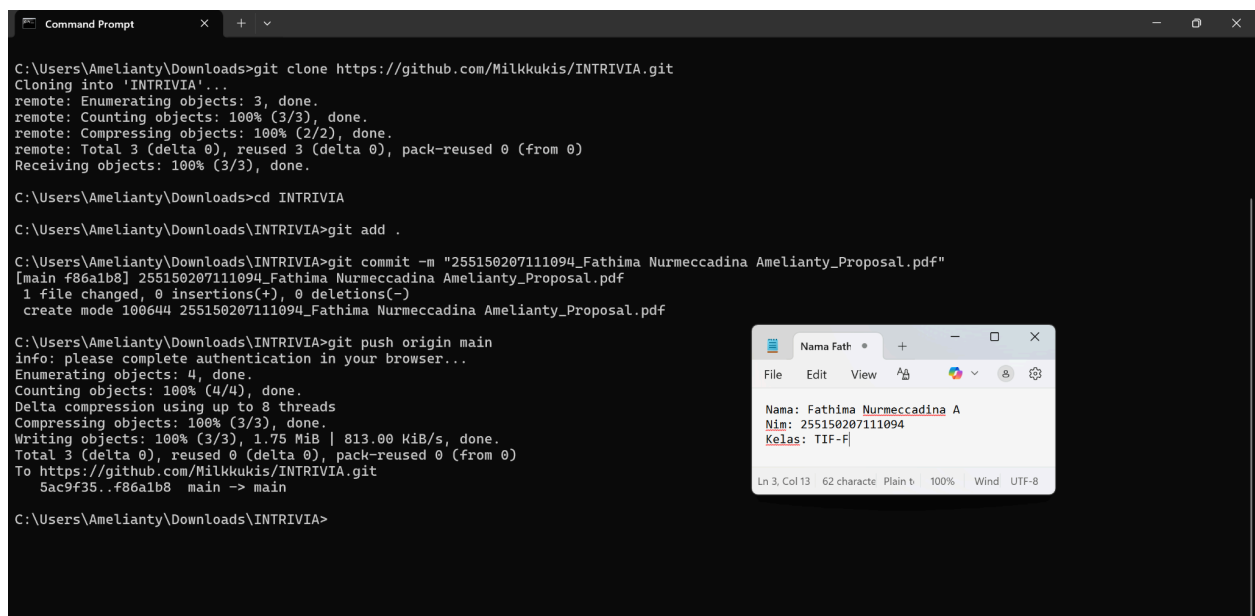 Command Prompt
C:\Users\Amelianty\Downloads>git clone https://github.com/Milkkukis/INTRIVIA.git
Cloning into 'INTRIVIA'...
remote: Enumerating objects: 3, done.
remote: Counting objects: 100% (3/3), done.
remote: Compressing objects: 100% (2/2), done.
remote: Total 3 (delta 0), reused 3 (delta 0), pack-reused 0 (from 0)
Receiving objects: 100% (3/3), done.
C:\Users\Amelianty\Downloads>cd INTRIVIA
C:\Users\Amelianty\Downloads\INTRIVIA>git add .
C:\Users\Amelianty\Downloads\INTRIVIA>git commit -m "255150207111094_Fathima Nurmeccadina Amelianty_Proposal.pdf"
[main f86a1b8] 255150207111094_Fathima Nurmeccadina Amelianty_Proposal.pdf
1 file changed, 0 insertions(+), 0 deletions(-)
create mode 100644 255150207111094_Fathima Nurmeccadina Amelianty_Proposal.pdf
C:\Users\Amelianty\Downloads\INTRIVIA>git push origin main
info: please complete authentication in your browser...
Enumerating objects: 4, done.
Counting objects: 100% (4/4), done.
Delta compression using up to 8 threads
Compressing objects: 100% (3/3), done.
Writing objects: 100% (3/3), 1.75 MiB | 813.00 KiB/s, done.
Total 3 (delta 0), reused 0 (delta 0), pack-reused 0 (from 0)
To https://github.com/Milkkukis/INTRIVIA.git
5ac9f35..f86a1b8 main -> main
C:\Users\Amelianty\Downloads\INTRIVIA>
Nama Fath
File Edit View
Nama: Fathima Nurmeccadina A
Nim: 255150207111094
Kelas: TIF-F
Ln 3, Col 13 62 characte Plain t 100% Wind UTF-8